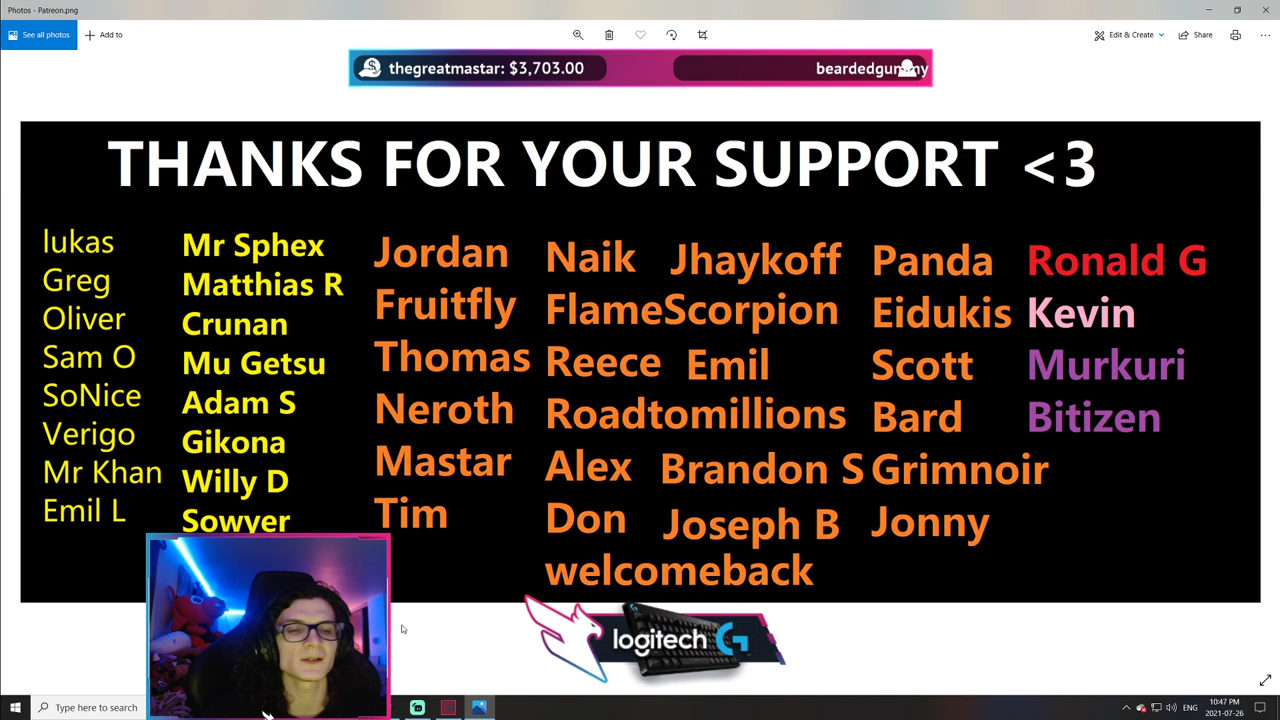 Photos - Patreon.png
See all photos
Add to
Edit & Create
Share
thegreatmastar: $3,703.00
beardedgummy
THANKS FOR YOUR SUPPORT <3
lukas
Greg
Oliver
Sam O
SoNice
Verigo
Mr Khan
Emil L
Mr Sphex
Matthias R
Crunan
Mu Getsu
Adam S
Gikona
Willy D
Sowyer
Jordan
Fruitfly
Thomas
Neroth
Mastar
Tim
Naik Jhaykoff
FlameScorpion
Reece Emil
Roadtomillions
Alex Brandon S
Don Joseph B
welcomeback
Panda
Eidukis
Scott
Bard
Grimnoir
Jonny
Ronald G
Kevin
Murkuri
Bitizen
logitech G
Type here to search
ENG
10:47 PM
2021-07-26